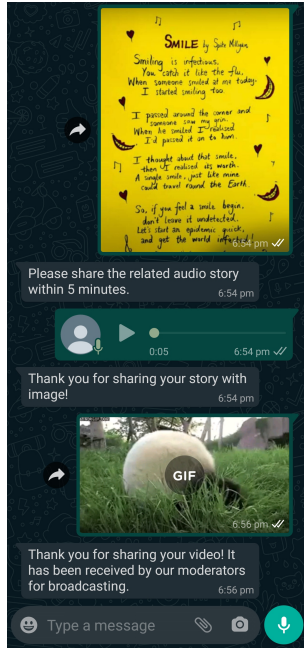 SMILE by Spike Milligan
Smiling is infectious,
You catch it like the flu,
When someone smiled at me today.
I started smiling too.
I passed around the corner and
someone saw my grin.
When he smiled I realised
I'd passed it on to him.
I thought about that smile,
then I realised its worth.
A single smile, just like mine
could travel round the Earth.
So, if you feel a smile begin,
don't leave it undetected.
Let's start an epidemic quick,
and get the world infected!
6:54 pm
Please share the related audio story
within 5 minutes.
6:54 pm
0:05
6:54 pm
Thank you for sharing your story with
image!
6:54 pm
GIF
6:56 pm
Thank you for sharing your video! It
has been received by our moderators
for broadcasting.
6:56 pm
Type a message